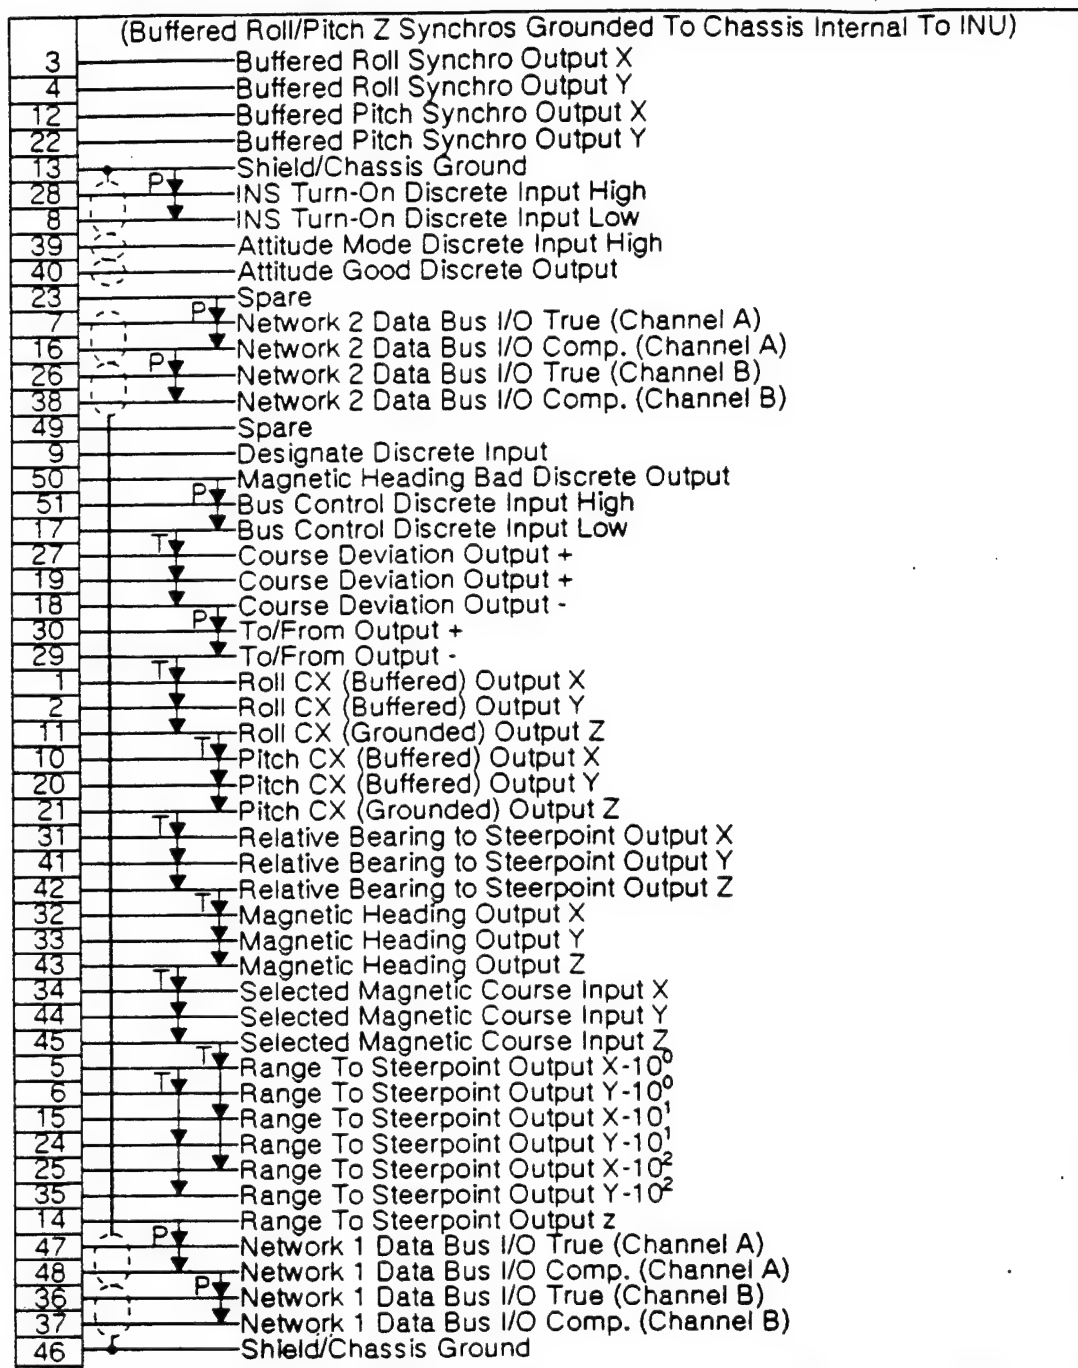 (Buffered Roll/Pitch Z Synchros Grounded To Chassis Internal To INU)
3 Buffered Roll Synchro Output X
4 Buffered Roll Synchro Output Y
12 Buffered Pitch Synchro Output X
22 Buffered Pitch Synchro Output Y
13 Shield/Chassis Ground
28 P INS Turn-On Discrete Input High
8 INS Turn-On Discrete Input Low
39 Attitude Mode Discrete Input High
40 Attitude Good Discrete Output
23 Spare
7 P Network 2 Data Bus I/O True (Channel A)
16 Network 2 Data Bus I/O Comp. (Channel A)
26 P Network 2 Data Bus I/O True (Channel B)
38 Network 2 Data Bus I/O Comp. (Channel B)
49 Spare
9 Designate Discrete Input
50 Magnetic Heading Bad Discrete Output
51 P Bus Control Discrete Input High
17 Bus Control Discrete Input Low
27 T Course Deviation Output +
19 Course Deviation Output +
18 Course Deviation Output -
30 P To/From Output +
29 To/From Output -
1 T Roll CX (Buffered) Output X
2 Roll CX (Buffered) Output Y
11 Roll CX (Grounded) Output Z
10 T Pitch CX (Buffered) Output X
20 Pitch CX (Buffered) Output Y
21 Pitch CX (Grounded) Output Z
31 T Relative Bearing to Steerpoint Output X
41 Relative Bearing to Steerpoint Output Y
42 Relative Bearing to Steerpoint Output Z
32 T Magnetic Heading Output X
33 Magnetic Heading Output Y
43 Magnetic Heading Output Z
34 T Selected Magnetic Course Input X
44 Selected Magnetic Course Input Y
45 Selected Magnetic Course Input Z
5 T Range To Steerpoint Output X-10⁰
6 T Range To Steerpoint Output Y-10⁰
15 Range To Steerpoint Output X-10¹
24 Range To Steerpoint Output Y-10¹
25 Range To Steerpoint Output X-10²
35 Range To Steerpoint Output Y-10²
14 Range To Steerpoint Output z
47 P Network 1 Data Bus I/O True (Channel A)
48 Network 1 Data Bus I/O Comp. (Channel A)
36 P Network 1 Data Bus I/O True (Channel B)
37 Network 1 Data Bus I/O Comp. (Channel B)
46 Shield/Chassis Ground